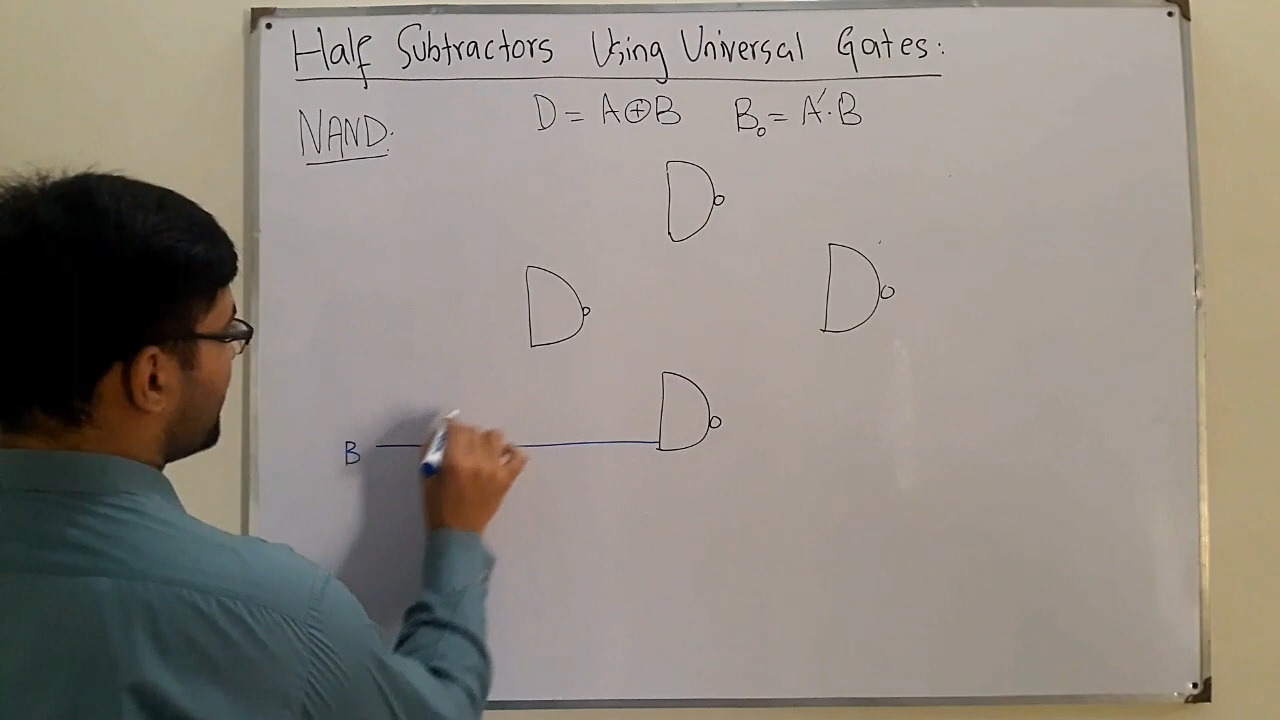 Half Subtractors Using Universal Gates:
NAND: D = A⊕B B₀ = A′·B
B